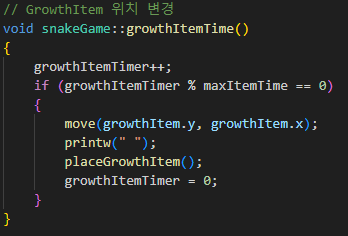 // GrowthItem 위치 변경
void snakeGame::growthItemTime()
{
    growthItemTimer++;
    if (growthItemTimer % maxItemTime == 0)
    {
        move(growthItem.y, growthItem.x);
        printw(" ");
        placeGrowthItem();
        growthItemTimer = 0;
    }
}